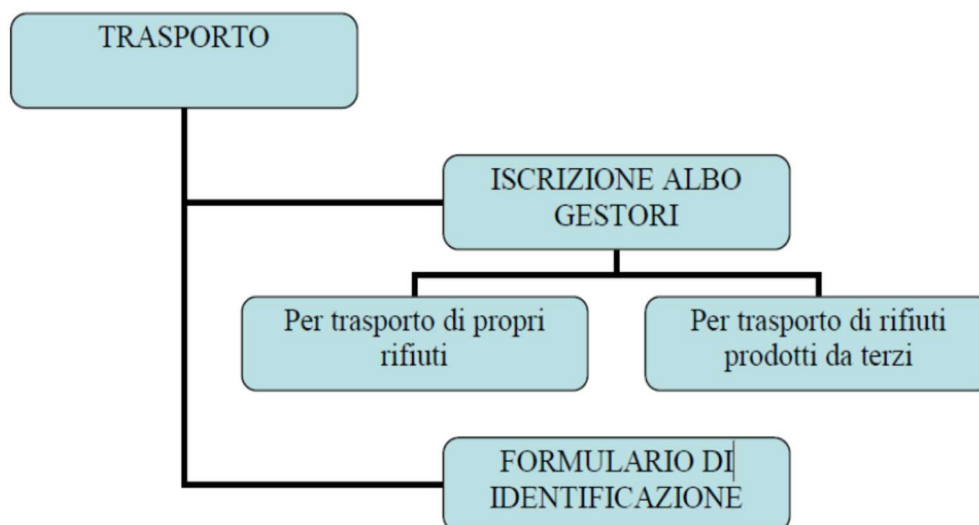 TRASPORTO
ISCRIZIONE ALBO
GESTORI
Per trasporto di propri
rifiuti
Per trasporto di rifiuti
prodotti da terzi
FORMULARIO DI
IDENTIFICAZIONE